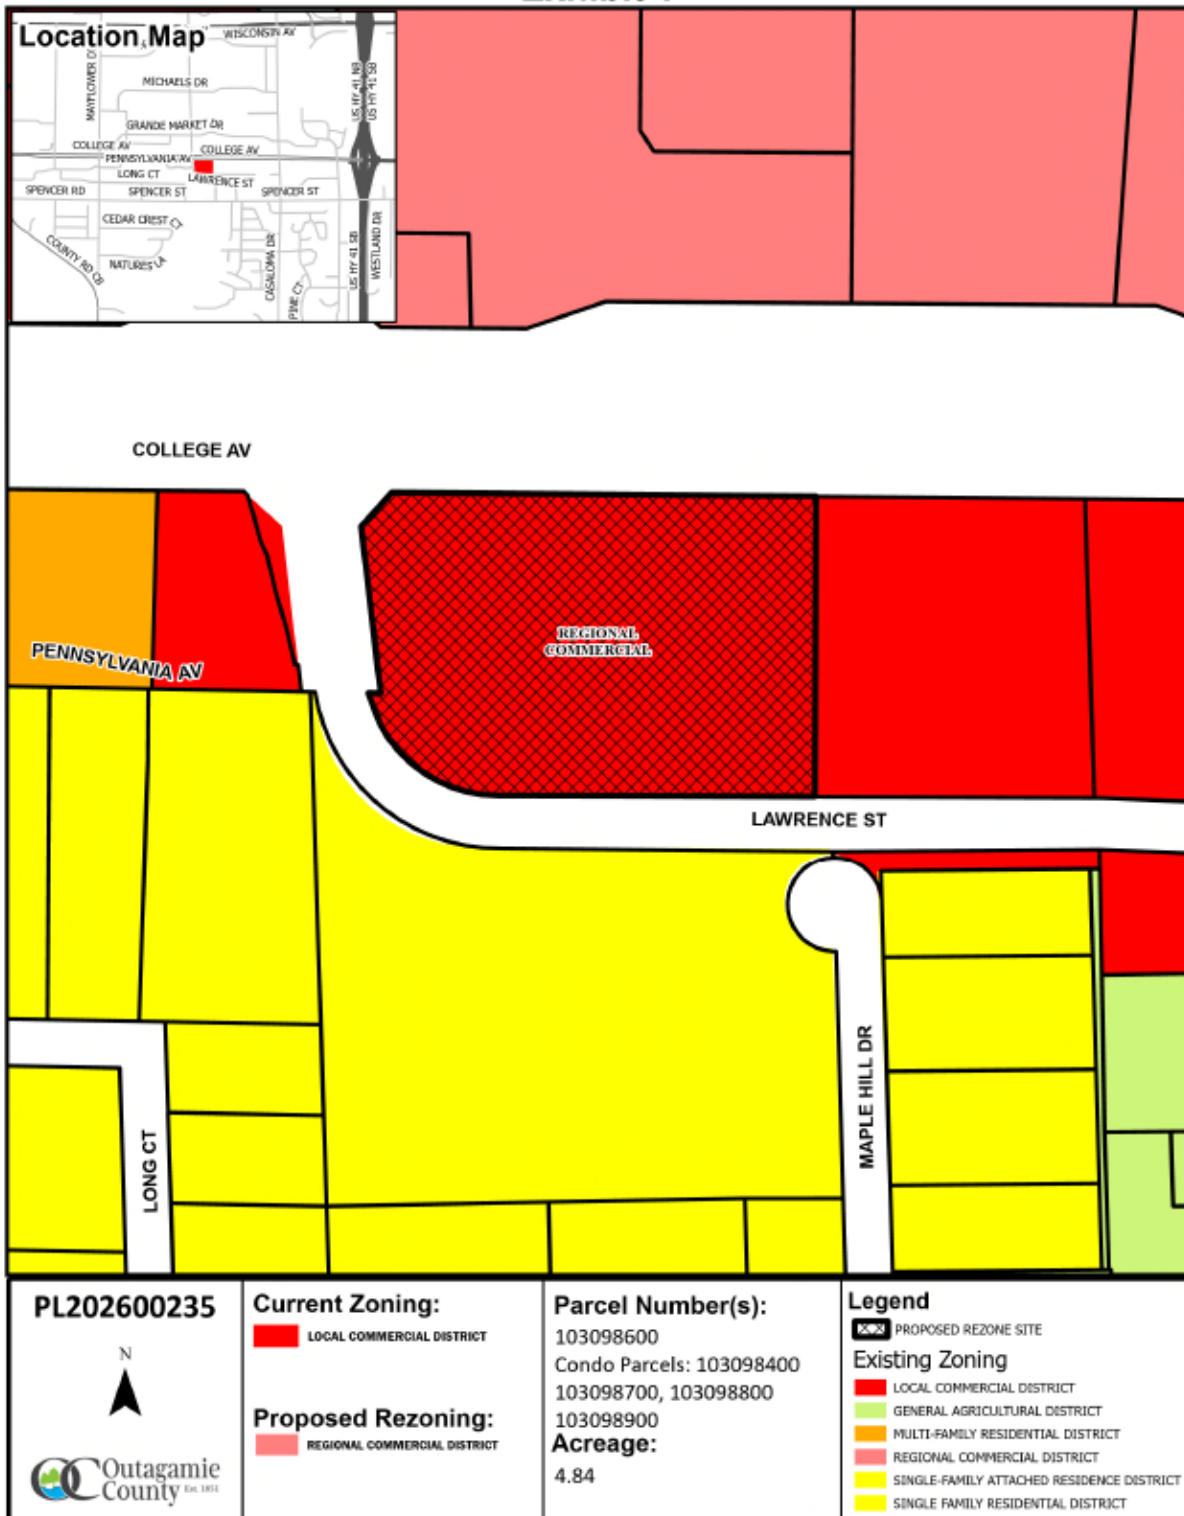 Location Map
WISCONSIN AV
MAYFLOWER
US HY 41 NB
US HY 41 SB
MICHAELS DR
GRANDE MARKET DR
COLLEGE AV
COLLEGE AV
PENNSYLVANIA AV
LONG CT
LAWRENCE ST
SPENCER RD
SPENCER ST
SPENCER ST
CEDAR CREST CT
COUNTY RD CB
NATURES LA
CASALOMA DR
PINE CT
US HY 41 SB
WESTLAND DR
COLLEGE AV
REGIONAL
COMMERCIAL
PENNSYLVANIA AV
LAWRENCE ST
MAPLE HILL DR
LONG CT
PL202600235
N
Outagamie
County Est. 1851
Current Zoning:
LOCAL COMMERCIAL DISTRICT
Proposed Rezoning:
REGIONAL COMMERCIAL DISTRICT
Parcel Number(s):
103098600
Condo Parcels: 103098400
103098700, 103098800
103098900
Acreage:
4.84
Legend
PROPOSED REZONE SITE
Existing Zoning
LOCAL COMMERCIAL DISTRICT
GENERAL AGRICULTURAL DISTRICT
MULTI-FAMILY RESIDENTIAL DISTRICT
REGIONAL COMMERCIAL DISTRICT
SINGLE-FAMILY ATTACHED RESIDENCE DISTRICT
SINGLE FAMILY RESIDENTIAL DISTRICT